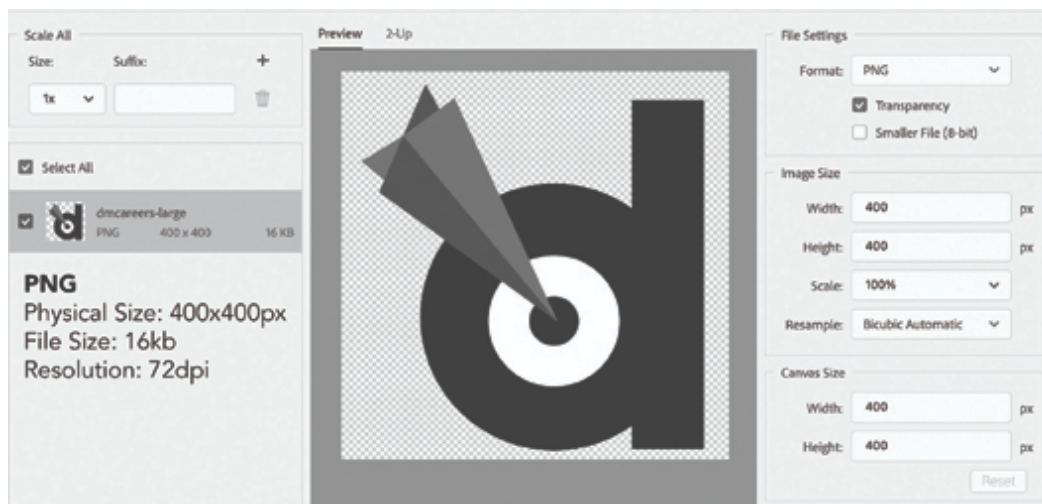 Scale All
Size: Suffix: +
1x
Select All
dmcareers-large
PNG 400 x 400 16 KB
PNG
Physical Size: 400x400px
File Size: 16kb
Resolution: 72dpi
Preview 2-Up
d
File Settings
Format: PNG
Transparency
Smaller File (8-bit)
Image Size
Width: 400 px
Height: 400 px
Scale: 100%
Resample: Bicubic Automatic
Canvas Size
Width: 400 px
Height: 400 px
Reset